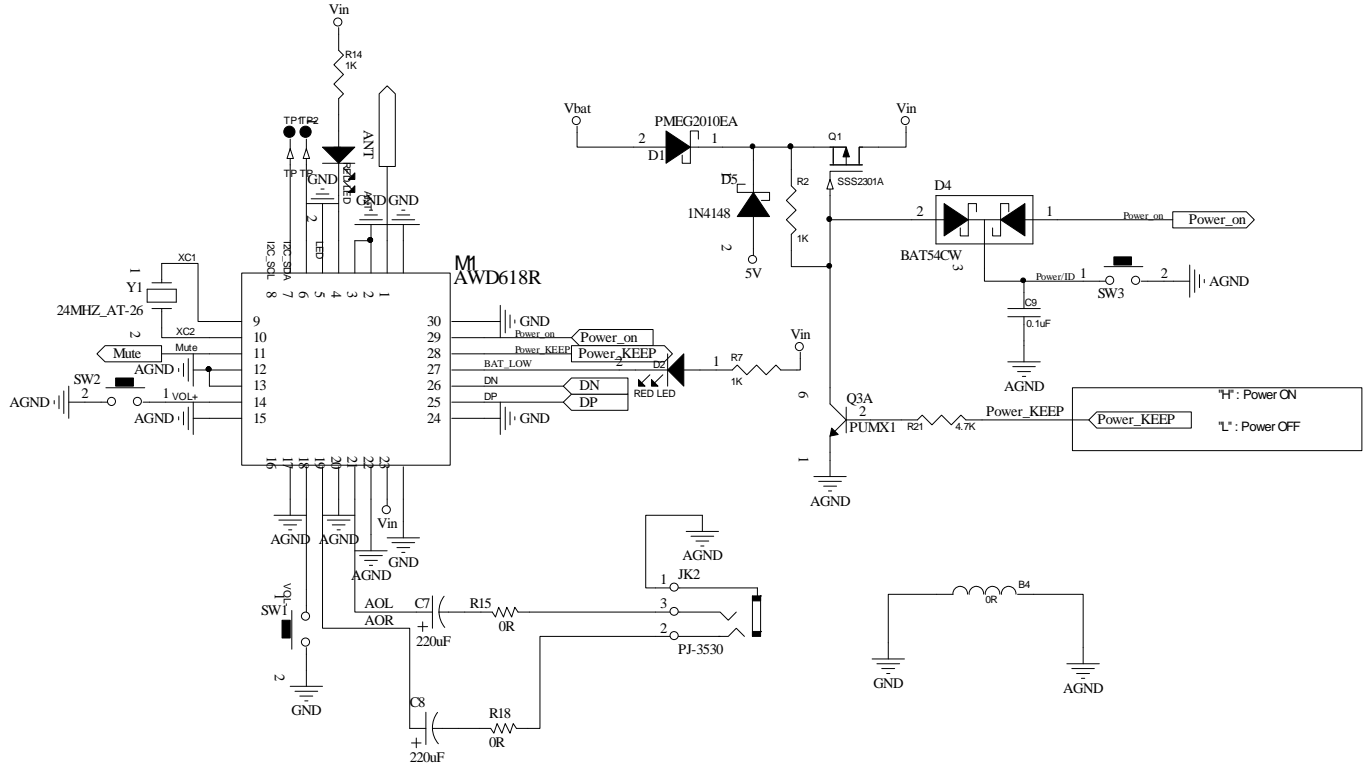 Vin
R14
1K
TP1
TP2
TP
TP
ANT
RED LED
GND
GND
GND
2
LED
I2C_SCL
I2C_SDA
8
7
6
5
4
3
2
1
M1
AWD618R
1
XC1
Y1
24MHZ_AT-26
XC2
2
Mute
Mute
AGND
SW2
AGND
2
1
VOL+
AGND
9
10
11
12
13
14
15
30
29
28
27
26
25
24
GND
Power_on
Power_on
Power_KEEP
Power_KEEP
BAT_LOW
2
D2
1
R7
1K
Vin
RED LED
DN
DN
DP
DP
GND
16
17
18
19
20
21
22
23
AGND
AGND
AGND
Vin
GND
VOL-
1
SW1
2
GND
AOL
AOR
C7
+
220uF
R15
0R
C8
+
220uF
R18
0R
AGND
1
JK2
3
2
PJ-3530
Vbat
2
PMEG2010EA
1
D1
D5
1N4148
2
5V
R2
1K
Q1
SSS2301A
Vin
D4
2
1
BAT54CW
3
Power_on
Power_on
Power/ID
1
2
SW3
AGND
C9
0.1uF
AGND
6
Q3A
2
PUMX1
1
AGND
R21
4.7K
Power_KEEP
Power_KEEP
"H" : Power ON
"L" : Power OFF
B4
0R
GND
AGND